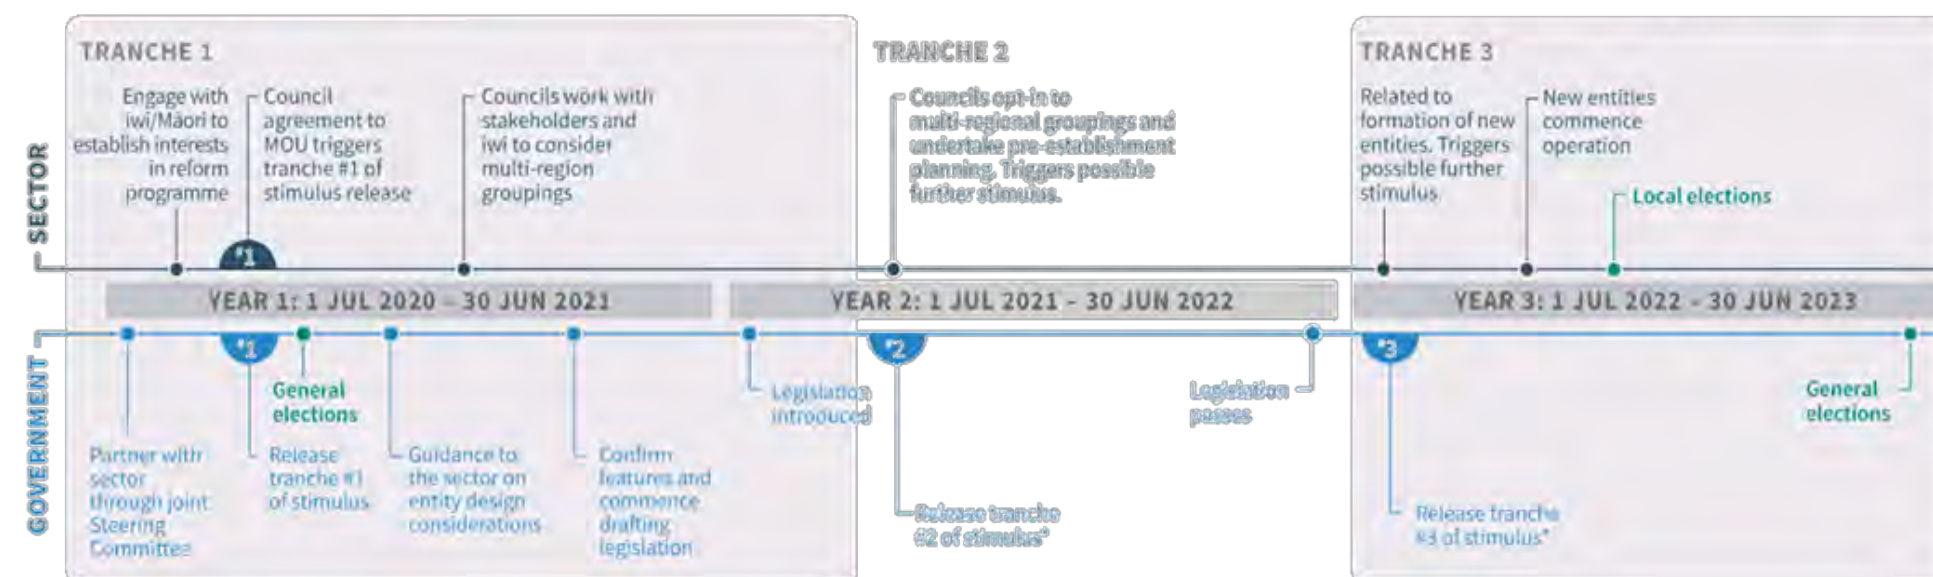 TRANCHE 1
Engage with
iwi/Māori to
establish interests
in reform
programme
Council
agreement to
MOU triggers
tranche #1 of
stimulus release
Councils work with
stakeholders and
iwi to consider
multi-region
groupings
TRANCHE 2
Councils opt-in to
multi-regional groupings and
undertake pre-establishment
planning. Triggers possible
further stimulus.
TRANCHE 3
Related to
formation of new
entities. Triggers
possible further
stimulus
New entities
commence
operation
Local elections
SECTOR
#1
YEAR 1: 1 JUL 2020 – 30 JUN 2021
YEAR 2: 1 JUL 2021 – 30 JUN 2022
YEAR 3: 1 JUL 2022 – 30 JUN 2023
GOVERNMENT
#1
#2
#3
General
elections
Legislation
introduced
Legislation
passes
General
elections
Partner with
sector
through joint
Steering
Committee
Release
tranche #1
of stimulus
Guidance to
the sector on
entity design
considerations
Confirm
features and
commence
drafting
legislation
Release tranche
#2 of stimulus*
Release tranche
#3 of stimulus*